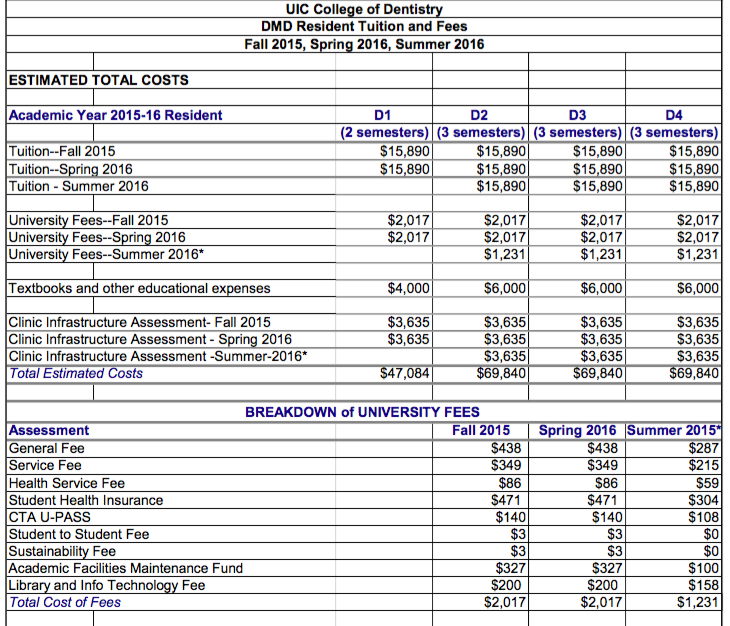 UIC College of Dentistry
DMD Resident Tuition and Fees
Fall 2015, Spring 2016, Summer 2016
ESTIMATED TOTAL COSTS
Academic Year 2015-16 Resident D1 D2 D3 D4
(2 semesters) (3 semesters) (3 semesters) (3 semesters)
Tuition--Fall 2015 $15,890 $15,890 $15,890 $15,890
Tuition--Spring 2016 $15,890 $15,890 $15,890 $15,890
Tuition - Summer 2016 $15,890 $15,890 $15,890
University Fees--Fall 2015 $2,017 $2,017 $2,017 $2,017
University Fees--Spring 2016 $2,017 $2,017 $2,017 $2,017
University Fees--Summer 2016* $1,231 $1,231 $1,231
Textbooks and other educational expenses $4,000 $6,000 $6,000 $6,000
Clinic Infrastructure Assessment- Fall 2015 $3,635 $3,635 $3,635 $3,635
Clinic Infrastructure Assessment - Spring 2016 $3,635 $3,635 $3,635 $3,635
Clinic Infrastructure Assessment -Summer-2016* $3,635 $3,635 $3,635
Total Estimated Costs $47,084 $69,840 $69,840 $69,840
BREAKDOWN of UNIVERSITY FEES
Assessment Fall 2015 Spring 2016 Summer 2015*
General Fee $438 $438 $287
Service Fee $349 $349 $215
Health Service Fee $86 $86 $59
Student Health Insurance $471 $471 $304
CTA U-PASS $140 $140 $108
Student to Student Fee $3 $3 $0
Sustainability Fee $3 $3 $0
Academic Facilities Maintenance Fund $327 $327 $100
Library and Info Technology Fee $200 $200 $158
Total Cost of Fees $2,017 $2,017 $1,231